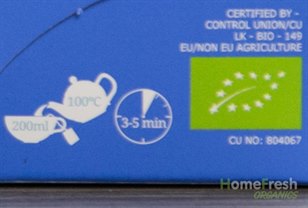 CERTIFIED BY -
CONTROL UNION/CU
LK - BIO - 149
EU/NON EU AGRICULTURE
100°C
200ml
3-5 min
CU NO: 804067
HomeFresh
ORGANICS